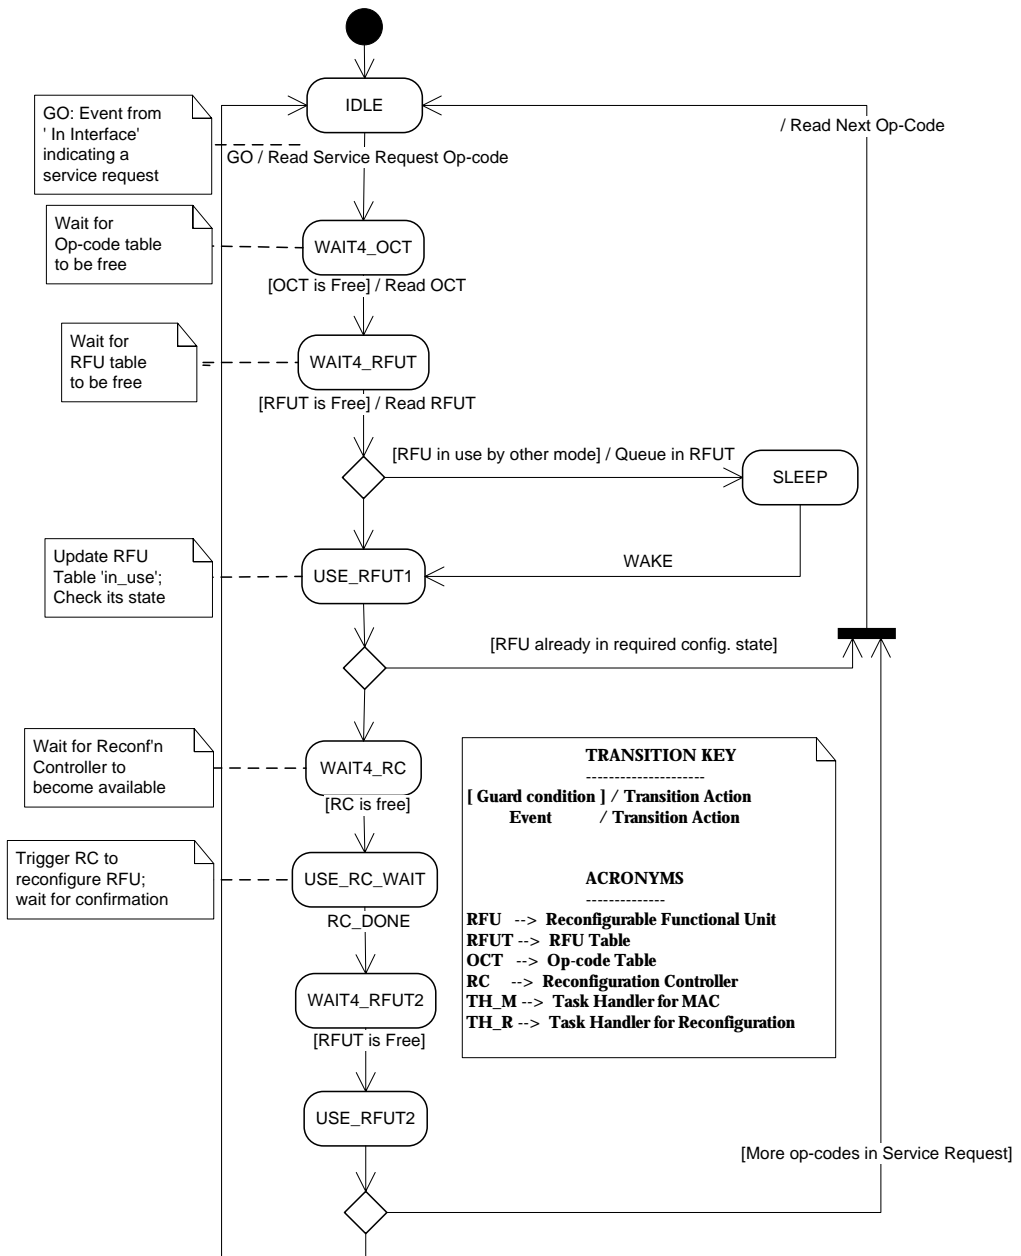 IDLE
GO: Event from
' In Interface'
indicating a
service request
/ Read Next Op-Code
GO / Read Service Request Op-code
Wait for
Op-code table
to be free
WAIT4_OCT
[OCT is Free] / Read OCT
Wait for
RFU table
to be free
WAIT4_RFUT
[RFUT is Free] / Read RFUT
[RFU in use by other mode] / Queue in RFUT
SLEEP
Update RFU
Table 'in_use';
Check its state
USE_RFUT1
WAKE
[RFU already in required config. state]
Wait for Reconf'n
Controller to
become available
WAIT4_RC
[RC is free]
Trigger RC to
reconfigure RFU;
wait for confirmation
USE_RC_WAIT
RC_DONE
WAIT4_RFUT2
[RFUT is Free]
USE_RFUT2
TRANSITION KEY
---------------------
[ Guard condition ] / Transition Action
Event / Transition Action
ACRONYMS
--------------
RFU --> Reconfigurable Functional Unit
RFUT --> RFU Table
OCT --> Op-code Table
RC --> Reconfiguration Controller
TH_M --> Task Handler for MAC
TH_R --> Task Handler for Reconfiguration
[More op-codes in Service Request]